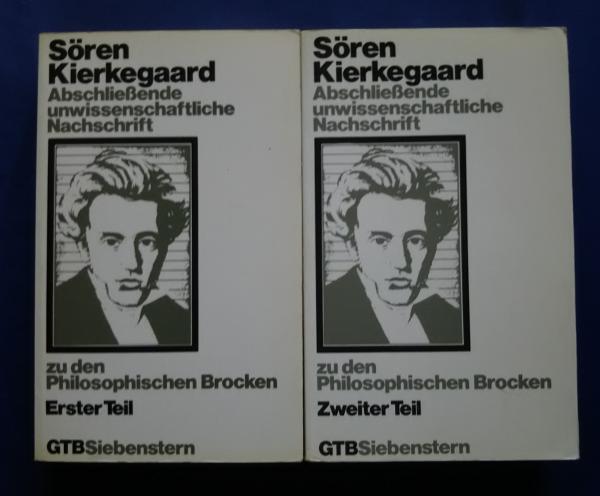 Sören
Kierkegaard
Abschließende
unwissenschaftliche
Nachschrift
zu den
Philosophischen Brocken
Erster Teil
GTBSiebenstern
Sören
Kierkegaard
Abschließende
unwissenschaftliche
Nachschrift
zu den
Philosophischen Brocken
Zweiter Teil
GTBSiebenstern